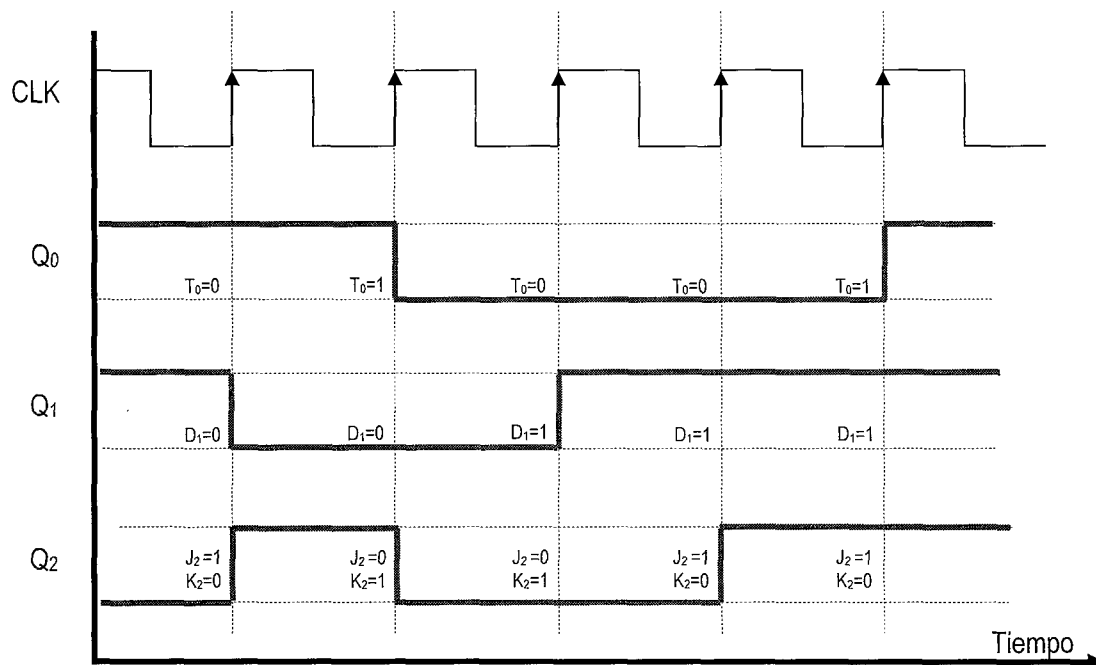 CLK
Q₀
T₀=0 T₀=1 T₀=0 T₀=0 T₀=1
Q₁
D₁=0 D₁=0 D₁=1 D₁=1 D₁=1
Q₂
J₂=1 J₂=0 J₂=0 J₂=1 J₂=1
K₂=0 K₂=1 K₂=1 K₂=0 K₂=0
Tiempo